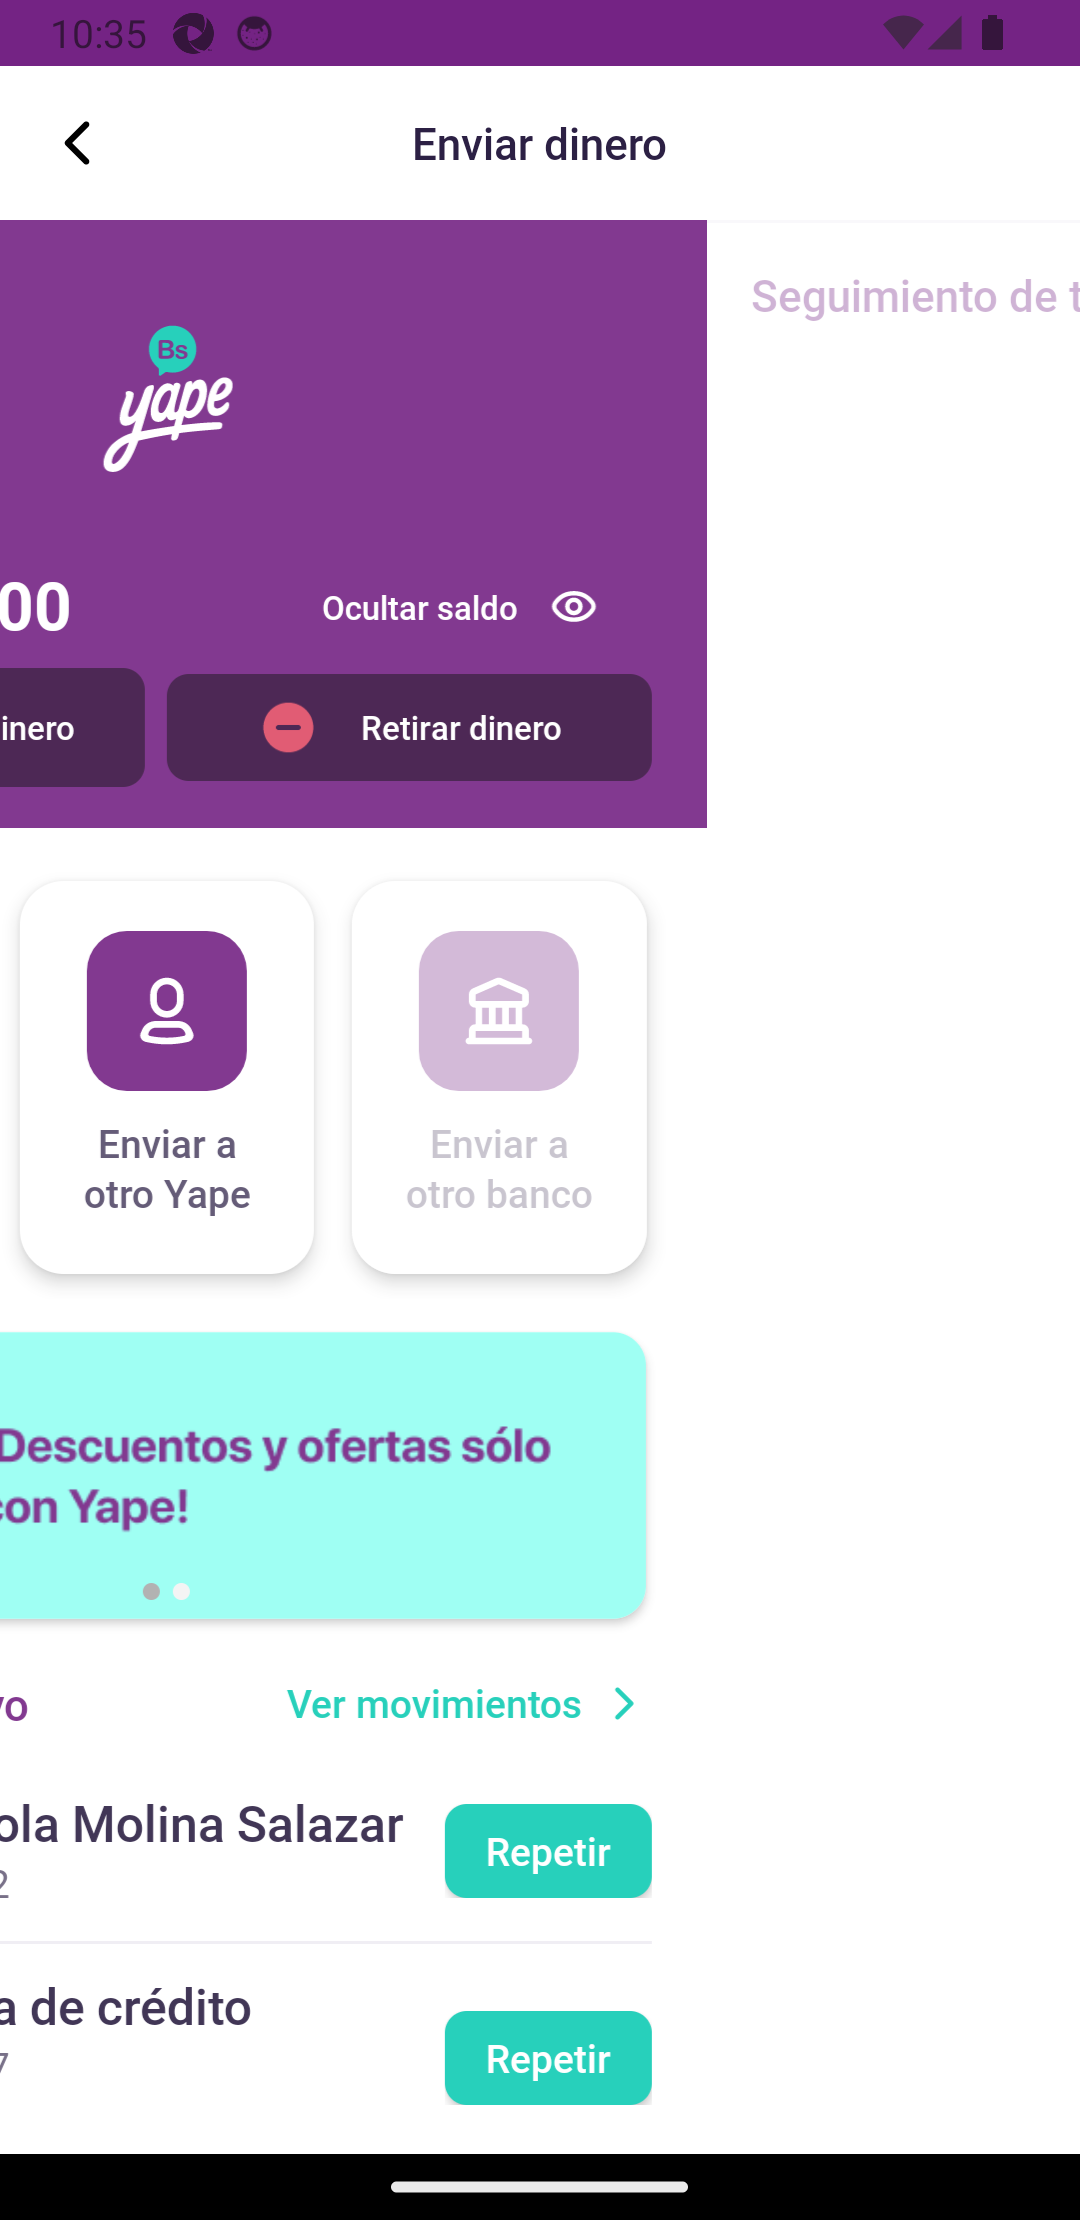 10:35
Enviar dinero
Seguimiento de t
Bs
yape
00
Ocultar saldo
inero
Retirar dinero
Enviar a
otro Yape
Enviar a
otro banco
Descuentos y ofertas sólo
con Yape!
vo
Ver movimientos
ola Molina Salazar
2
Repetir
a de crédito
7
Repetir